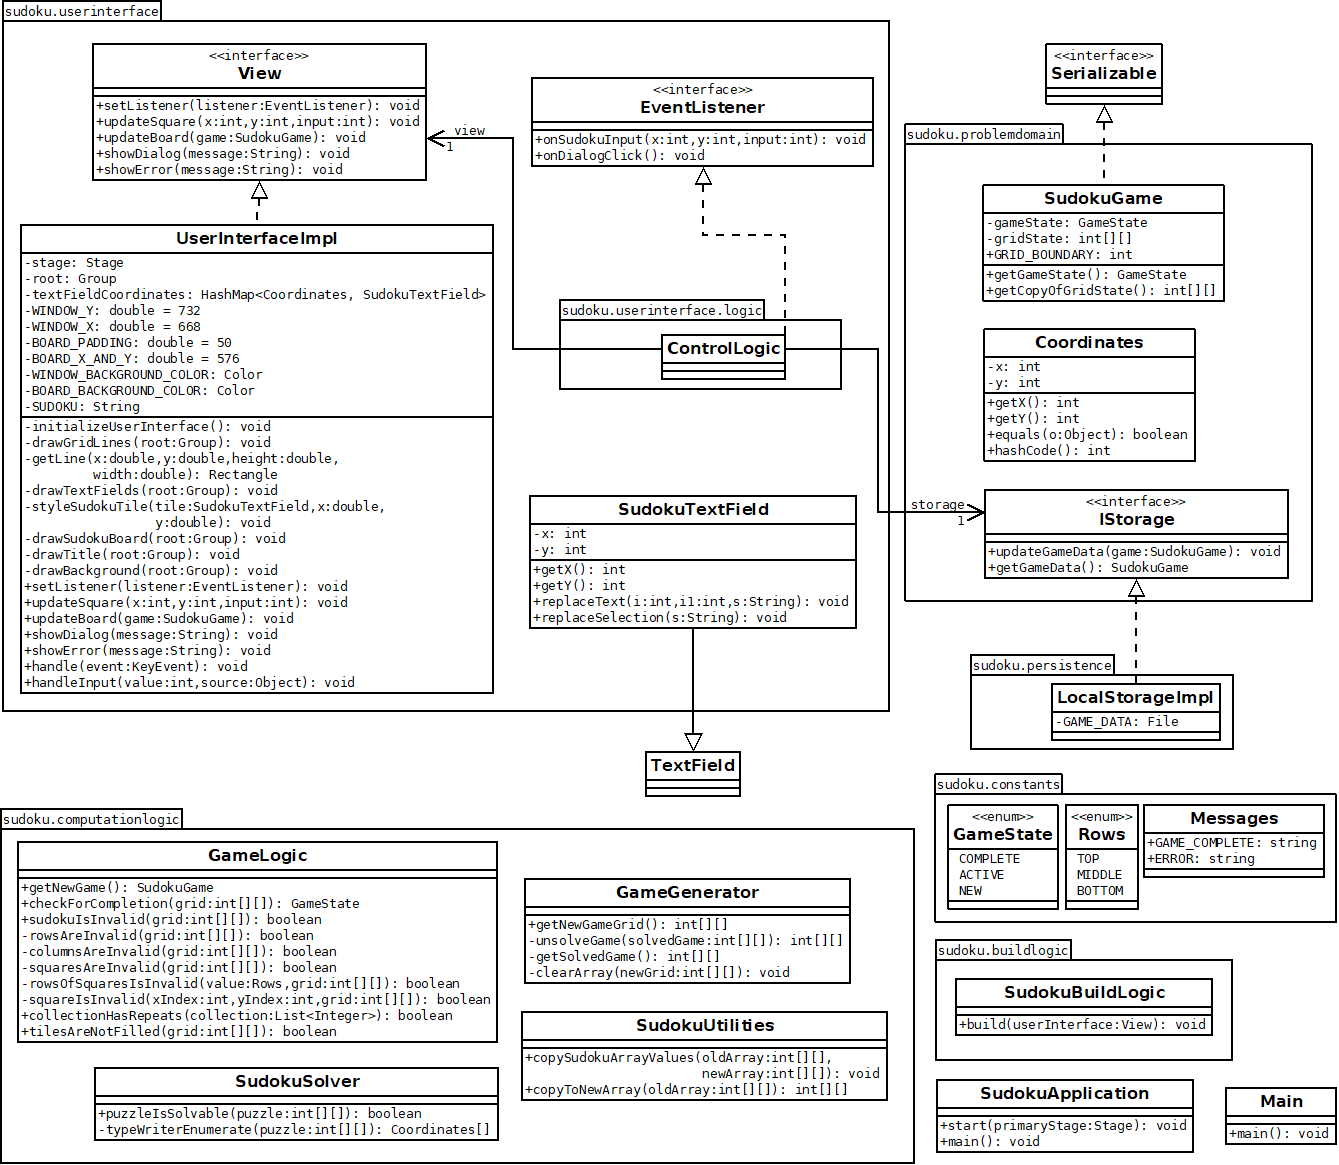 sudoku.userinterface
<<interface>>
View
+setListener(listener:EventListener): void
+updateSquare(x:int,y:int,input:int): void
+updateBoard(game:SudokuGame): void
+showDialog(message:String): void
+showError(message:String): void
view
1
<<interface>>
EventListener
+onSudokuInput(x:int,y:int,input:int): void
+onDialogClick(): void
UserInterfaceImpl
-stage: Stage
-root: Group
-textFieldCoordinates: HashMap<Coordinates, SudokuTextField>
-WINDOW_Y: double = 732
-WINDOW_X: double = 668
-BOARD_PADDING: double = 50
-BOARD_X_AND_Y: double = 576
-WINDOW_BACKGROUND_COLOR: Color
-BOARD_BACKGROUND_COLOR: Color
-SUDOKU: String
-initializeUserInterface(): void
-drawGridLines(root:Group): void
-getLine(x:double,y:double,height:double,
width:double): Rectangle
-drawTextFields(root:Group): void
-styleSudokuTile(tile:SudokuTextField,x:double,
y:double): void
-drawSudokuBoard(root:Group): void
-drawTitle(root:Group): void
-drawBackground(root:Group): void
+setListener(listener:EventListener): void
+updateSquare(x:int,y:int,input:int): void
+updateBoard(game:SudokuGame): void
+showDialog(message:String): void
+showError(message:String): void
+handle(event:KeyEvent): void
+handleInput(value:int,source:Object): void
sudoku.userinterface.logic
ControlLogic
SudokuTextField
-x: int
-y: int
+getX(): int
+getY(): int
+replaceText(i:int,i1:int,s:String): void
+replaceSelection(s:String): void
TextField
<<interface>>
Serializable
sudoku.problemdomain
SudokuGame
-gameState: GameState
-gridState: int[][]
+GRID_BOUNDARY: int
+getGameState(): GameState
+getCopyOfGridState(): int[][]
Coordinates
-x: int
-y: int
+getX(): int
+getY(): int
+equals(o:Object): boolean
+hashCode(): int
storage
1
<<interface>>
IStorage
+updateGameData(game:SudokuGame): void
+getGameData(): SudokuGame
sudoku.persistence
LocalStorageImpl
-GAME_DATA: File
sudoku.computationlogic
GameLogic
+getNewGame(): SudokuGame
+checkForCompletion(grid:int[][]): GameState
+sudokuIsInvalid(grid:int[][]): boolean
-rowsAreInvalid(grid:int[][]): boolean
-columnsAreInvalid(grid:int[][]): boolean
-squaresAreInvalid(grid:int[][]): boolean
-rowsOfSquaresIsInvalid(value:Rows,grid:int[][]): boolean
-squareIsInvalid(xIndex:int,yIndex:int,grid:int[][]): boolean
+collectionHasRepeats(collection:List<Integer>): boolean
+tilesAreNotFilled(grid:int[][]): boolean
SudokuSolver
+puzzleIsSolvable(puzzle:int[][]): boolean
-typeWriterEnumerate(puzzle:int[][]): Coordinates[]
GameGenerator
+getNewGameGrid(): int[][]
-unsolveGame(solvedGame:int[][]): int[][]
-getSolvedGame(): int[][]
-clearArray(newGrid:int[][]): void
SudokuUtilities
+copySudokuArrayValues(oldArray:int[][],
newArray:int[][]): void
+copyToNewArray(oldArray:int[][]): int[][]
sudoku.constants
<<enum>>
GameState
COMPLETE
ACTIVE
NEW
<<enum>>
Rows
TOP
MIDDLE
BOTTOM
Messages
+GAME_COMPLETE: string
+ERROR: string
sudoku.buildlogic
SudokuBuildLogic
+build(userInterface:View): void
SudokuApplication
+start(primaryStage:Stage): void
+main(): void
Main
+main(): void